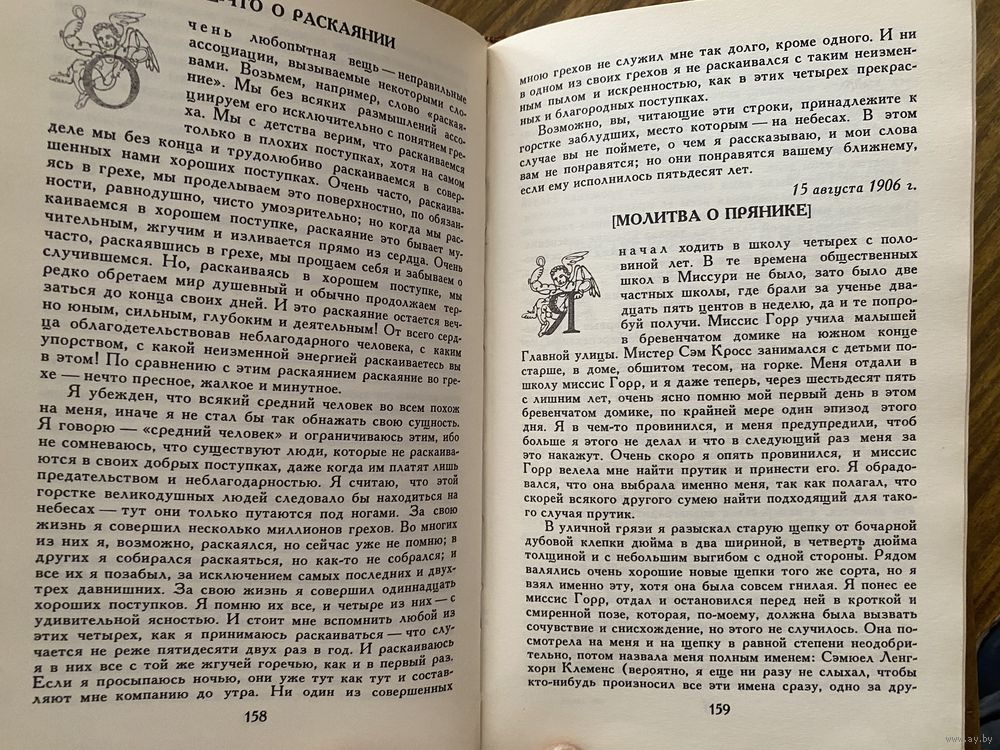 ЧТО О РАСКАЯНИИ
Очень любопытная вещь — неправильные
ассоциации, вызываемые некоторыми сло-
вами. Возьмем, например, слово «раская-
ние». Мы без всяких размышлений ассо-
циируем его исключительно с понятием гре-
ха. Мы с детства верим, что раскаиваемся
только в плохих поступках, хотя на самом
деле мы без конца и трудолюбиво раскаиваемся в совер-
шенных нами хороших поступках. Очень часто, раскаива-
ясь в грехе, мы проделываем это поверхностно, по обязан-
ности, равнодушно, чисто умозрительно; но когда мы рас-
каиваемся в хорошем поступке, раскаяние это бывает му-
чительным, жгучим и изливается прямо из сердца. Очень
часто, раскаявшись в грехе, мы прощаем себя и забываем о
случившемся. Но, раскаиваясь в хорошем поступке, мы
редко обретаем мир душевный и обычно продолжаем тер-
заться до конца своих дней. И это раскаяние остается веч-
но юным, сильным, глубоким и деятельным! От всего серд-
ца облагодетельствовав неблагодарного человека, с каким
упорством, с какой неизменной энергией раскаиваетесь вы
в этом! По сравнению с этим раскаянием раскаяние во гре-
хе — нечто пресное, жалкое и минутное.
Я убежден, что всякий средний человек во всем похож
на меня, иначе я не стал бы так обнажать свою сущность.
Я говорю — «средний человек» и ограничиваюсь этим, ибо
не сомневаюсь, что существуют люди, которые не раскаива-
ются в своих добрых поступках, даже когда им платят лишь
предательством и неблагодарностью. Я считаю, что этой
горстке великодушных людей следовало бы находиться на
небесах — тут они только путаются под ногами. За свою
жизнь я совершил несколько миллионов грехов. Во многих
из них я, возможно, раскаялся, но сейчас уже не помню; в
других я собирался раскаяться, но как-то не собрался; и
все их я позабыл, за исключением самых последних и двух-
трех давнишних. За свою жизнь я совершил одиннадцать
хороших поступков. Я помню их все, и четыре из них — с
удивительной ясностью. И стоит мне вспомнить любой из
этих четырех, как я принимаюсь раскаиваться — что слу-
чается не реже пятидесяти двух раз в год. И раскаиваюсь
я в них все с той же жгучей горечью, как и в первый раз.
Если я просыпаюсь ночью, они уже тут как тут и состав-
ляют мне компанию до утра. Ни один из совершенных
158
мною грехов не служил мне так долго, кроме одного. И ни
в одном из своих грехов я не раскаивался с таким неизмен-
ным пылом и искренностью, как в этих четырех прекрас-
ных и благородных поступках.
Возможно, вы, читающие эти строки, принадлежите к
горстке заблудших, место которым — на небесах. В этом
случае вы не поймете, о чем я рассказываю, и мои слова
вам не понравятся; но они понравятся вашему ближнему,
если ему исполнилось пятьдесят лет.
15 августа 1906 г.
[МОЛИТВА О ПРЯНИКЕ]
Я начал ходить в школу четырех с поло-
виной лет. В те времена общественных
школ в Миссури не было, зато было две
частных школы, где брали за ученье два-
дцать пять центов в неделю, да и те попро-
буй получи. Миссис Горр учила малышей
в бревенчатом домике на южном конце
Главной улицы. Мистер Сэм Кросс занимался с детьми по-
старше, в доме, обшитом тесом, на горке. Меня отдали в
школу миссис Горр, и я даже теперь, через шестьдесят пять
с лишним лет, очень ясно помню мой первый день в этом
бревенчатом домике, по крайней мере один эпизод этого
дня. Я в чем-то провинился, и меня предупредили, чтоб
больше я этого не делал и что в следующий раз меня за
это накажут. Очень скоро я опять провинился, и миссис
Горр велела мне найти прутик и принести его. Я обрадо-
вался, что она выбрала именно меня, так как полагал, что
скорей всякого другого сумею найти подходящий для тако-
го случая прутик.
В уличной грязи я разыскал старую щепку от бочарной
дубовой клепки дюйма в два шириной, в четверть дюйма
толщиной и с небольшим выгибом с одной стороны. Рядом
валялись очень хорошие новые щепки того же сорта, но я
взял именно эту, хотя она была совсем гнилая. Я понес ее
миссис Горр, отдал и остановился перед ней в кроткой и
смиренной позе, которая, по-моему, должна была вызвать
сочувствие и снисхождение, но этого не случилось. Она по-
смотрела на меня и на щепку в равной степени неодобри-
тельно, потом назвала меня полным именем: Сэмюел Ленг-
хорн Клеменс (вероятно, я еще ни разу не слыхал, чтобы
кто-нибудь произносил все эти имена сразу, одно за дру-
159
www.ay.by